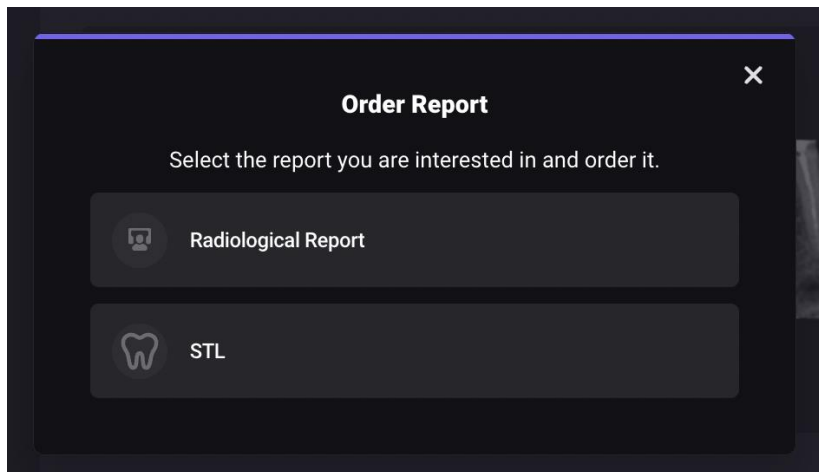 Order Report
Select the report you are interested in and order it.
Radiological Report
STL